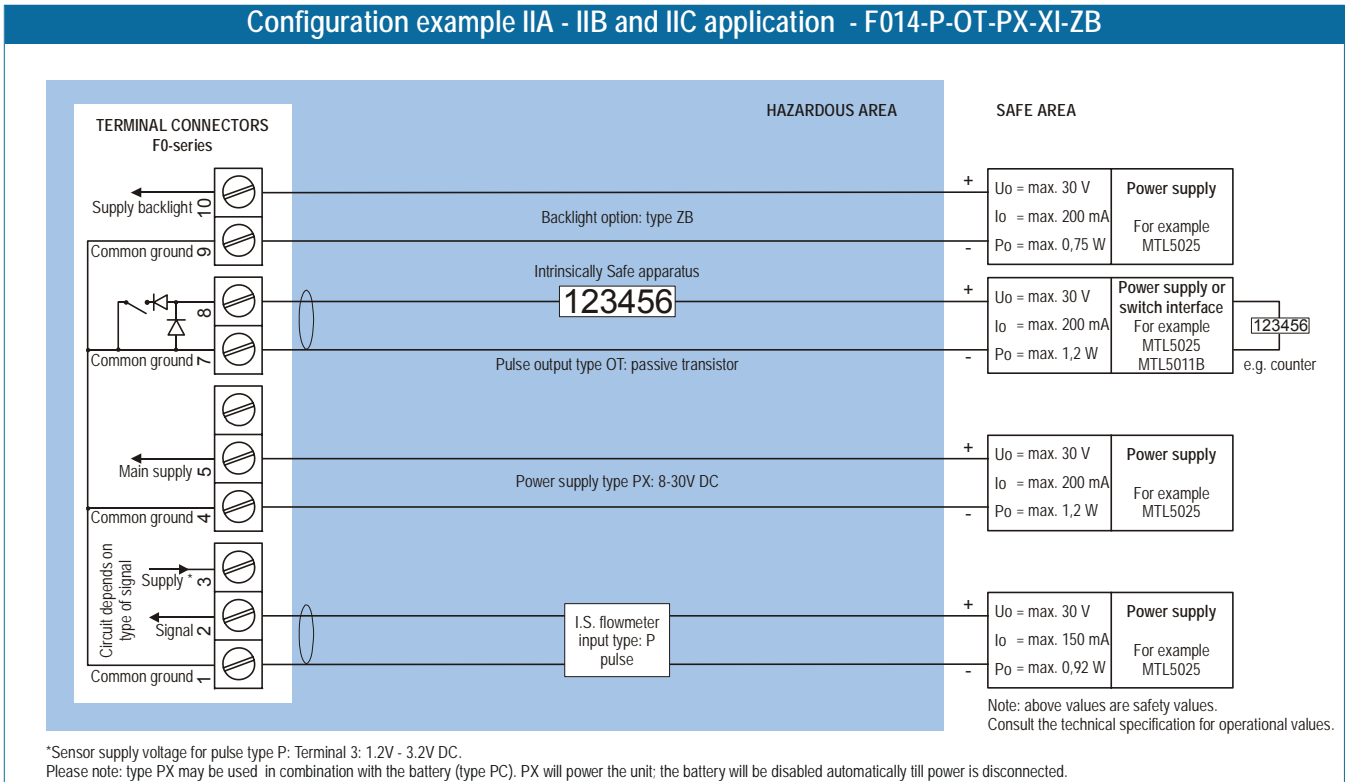 Configuration example IIA - IIB and IIC application - F014-P-OT-PX-XI-ZB
HAZARDOUS AREA
SAFE AREA
TERMINAL CONNECTORS
F0-series
Supply backlight
10
Common ground
9
8
Common ground
7
Main supply
5
Common ground
4
Circuit depends on
type of signal
Supply *
3
Signal
2
Common ground
1
Backlight option: type ZB
Intrinsically Safe apparatus
123456
Pulse output type OT: passive transistor
Power supply type PX: 8-30V DC
I.S. flowmeter
input type: P
pulse
+
-
Uo = max. 30 V
Io = max. 200 mA
Po = max. 0,75 W
Power supply
For example
MTL5025
+
-
Uo = max. 30 V
Io = max. 200 mA
Po = max. 1,2 W
Power supply or
switch interface
For example
MTL5025
MTL5011B
123456
e.g. counter
+
-
Uo = max. 30 V
Io = max. 200 mA
Po = max. 1,2 W
Power supply
For example
MTL5025
+
-
Uo = max. 30 V
Io = max. 150 mA
Po = max. 0,92 W
Power supply
For example
MTL5025
Note: above values are safety values.
Consult the technical specification for operational values.
*Sensor supply voltage for pulse type P: Terminal 3: 1.2V - 3.2V DC.
Please note: type PX may be used in combination with the battery (type PC). PX will power the unit; the battery will be disabled automatically till power is disconnected.